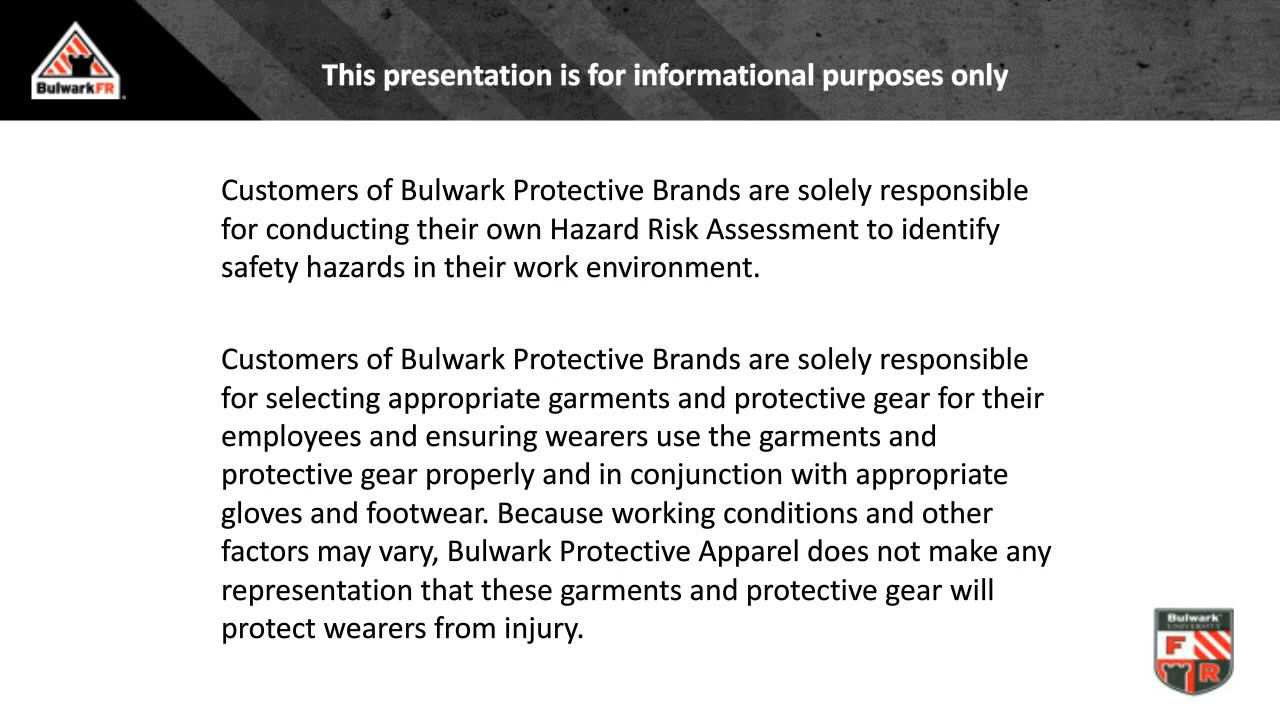 BulwarkFR
This presentation is for informational purposes only
Customers of Bulwark Protective Brands are solely responsible
for conducting their own Hazard Risk Assessment to identify
safety hazards in their work environment.
Customers of Bulwark Protective Brands are solely responsible
for selecting appropriate garments and protective gear for their
employees and ensuring wearers use the garments and
protective gear properly and in conjunction with appropriate
gloves and footwear. Because working conditions and other
factors may vary, Bulwark Protective Apparel does not make any
representation that these garments and protective gear will
protect wearers from injury.
Bulwark
UNIVERSITY
F
R